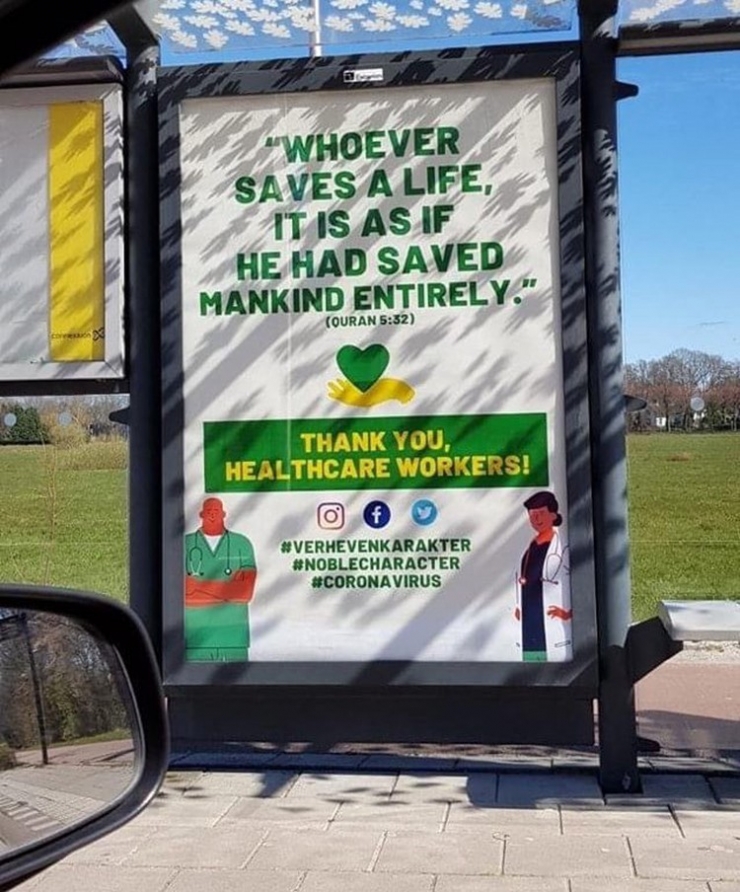 "WHOEVER
SAVES A LIFE,
IT IS AS IF
HE HAD SAVED
MANKIND ENTIRELY."
(QURAN 5:32)
THANK YOU,
HEALTHCARE WORKERS!
#VERHEVENKARAKTER
#NOBLECHARACTER
#CORONAVIRUS
connexxion